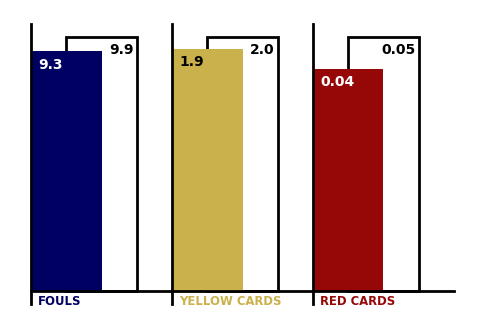 9.9
9.3
2.0
1.9
0.05
0.04
FOULS
YELLOW CARDS
RED CARDS